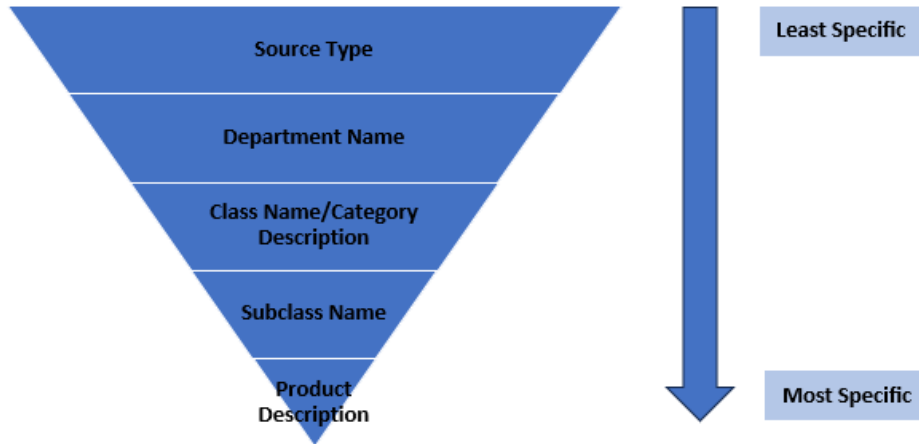 Source Type
Least Specific
Department Name
Class Name/Category
Description
Subclass Name
Product
Description
Most Specific